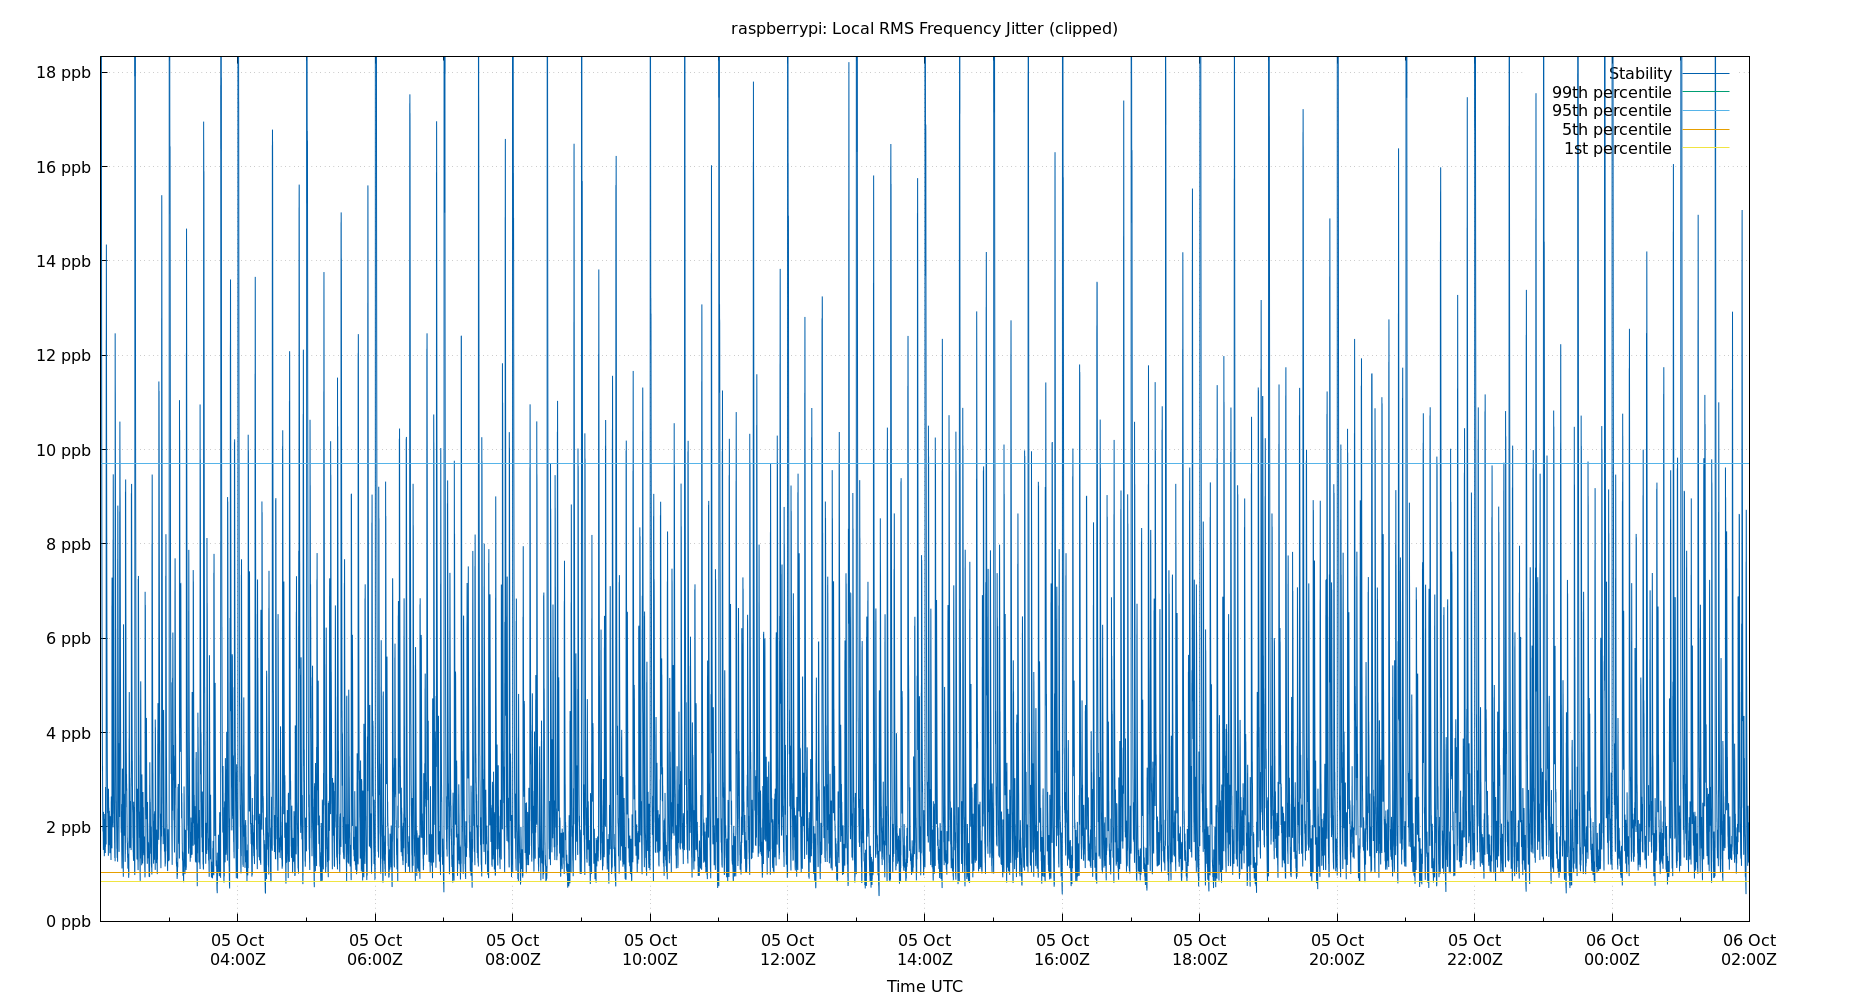 raspberrypi: Local RMS Frequency Jitter (clipped)
18 ppb
16 ppb
14 ppb
12 ppb
10 ppb
8 ppb
6 ppb
4 ppb
2 ppb
0 ppb
Stability
99th percentile
95th percentile
5th percentile
1st percentile
05 Oct
04:00Z
05 Oct
06:00Z
05 Oct
08:00Z
05 Oct
10:00Z
05 Oct
12:00Z
05 Oct
14:00Z
05 Oct
16:00Z
05 Oct
18:00Z
05 Oct
20:00Z
05 Oct
22:00Z
06 Oct
00:00Z
06 Oct
02:00Z
Time UTC